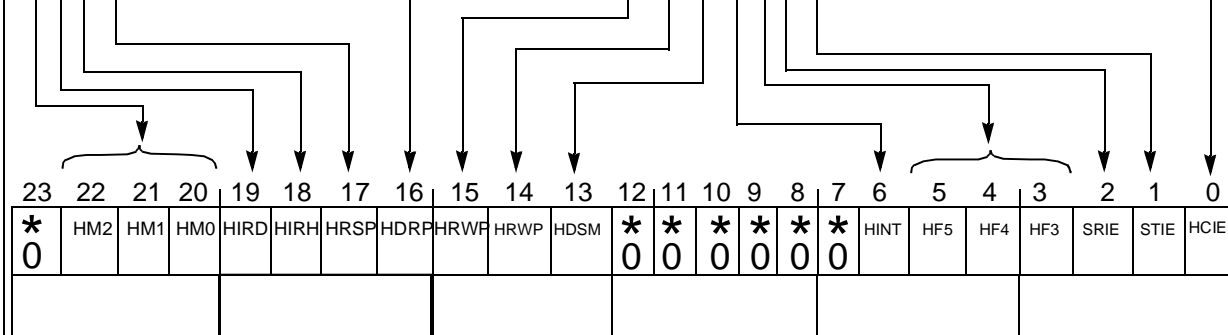 23 22 21 20 19 18 17 16 15 14 13 12 11 10 9 8 7 6 5 4 3 2 1 0
* HM2 HM1 HM0 HIRD HIRH HRSP HDRP HRWP HRWP HDSM * * * * * * HINT HF5 HF4 HF3 SRIE STIE HCIE
0 0 0 0 0 0 0